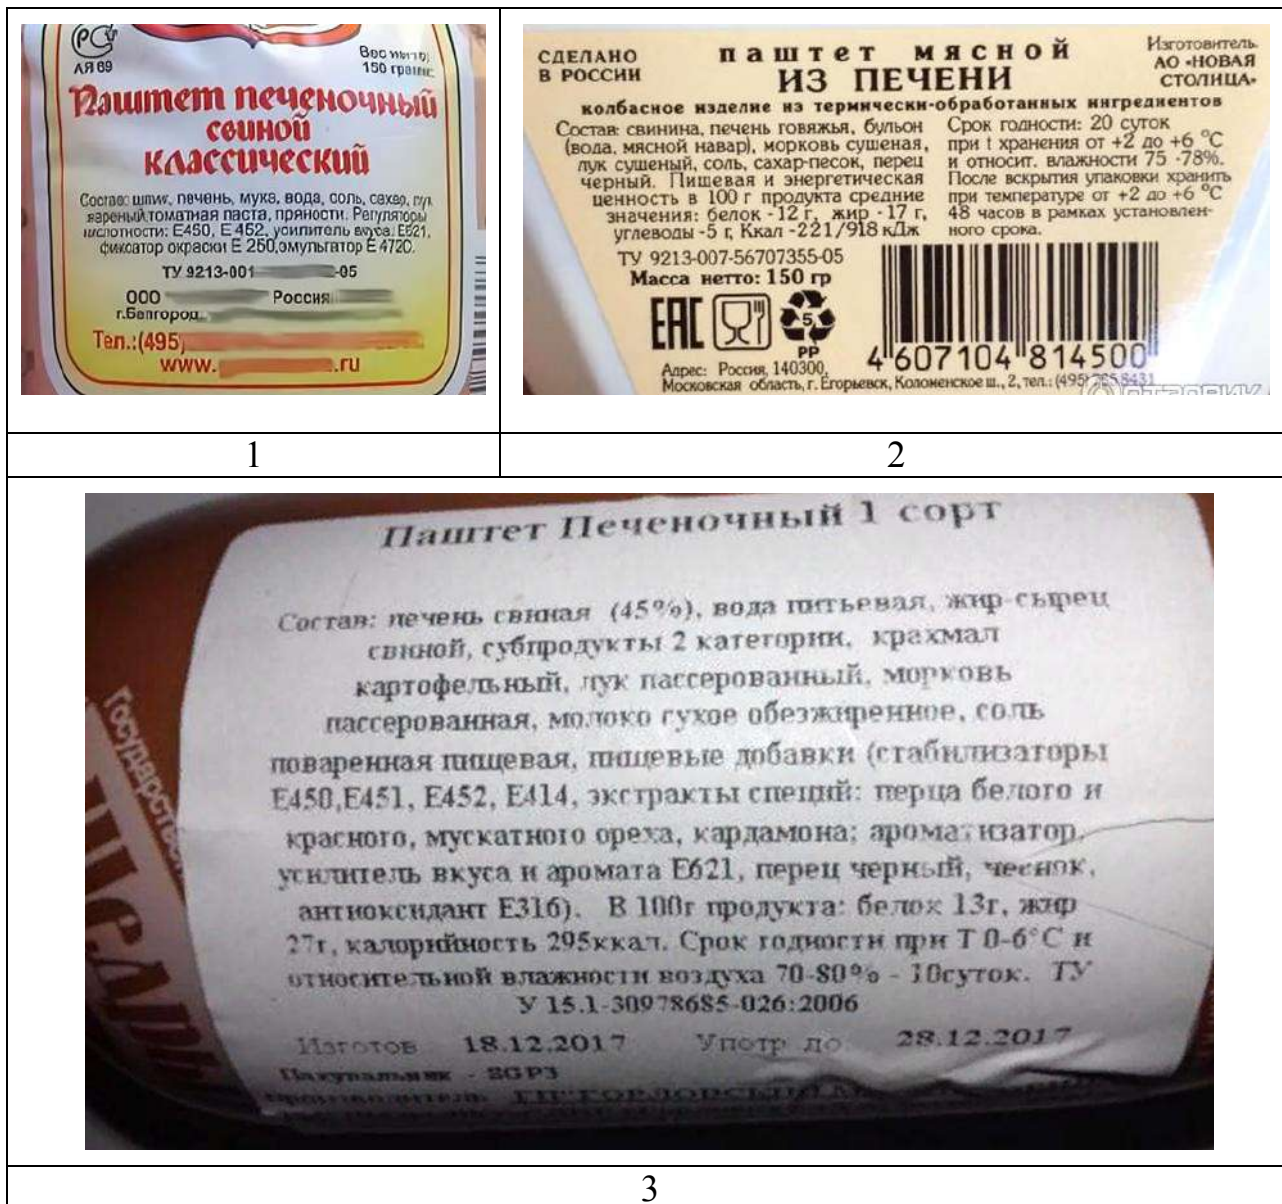 РС
ЛЯ 69
Вес нетто:
150 грамм.
Паштет печеночный
свиной
классический
Состав: шпик, печень, мука, вода, соль, сахар, лук
вареный,томатная паста, пряности. Регуляторы
кислотности: Е450, Е 452, усилитель вкуса: Е621,
фиксатор окраски Е 250,эмульгатор Е 472С.
ТУ 9213-001 -05
ООО Россия
г.Белгород
Тел.:(495)
www. .ru
1
СДЕЛАНО
В РОССИИ
паштет мясной
ИЗ ПЕЧЕНИ
Изготовитель
АО «НОВАЯ
СТОЛИЦА»
колбасное изделие из термически-обработанных ингредиентов
Состав: свинина, печень говяжья, бульон
(вода, мясной навар), морковь сушеная,
лук сушеный, соль, сахар-песок, перец
черный. Пищевая и энергетическая
ценность в 100 г продукта средние
значения: белок -12 г, жир -17 г,
углеводы -5 г, Ккал -221/918 кДж
Срок годности: 20 суток
при t хранения от +2 до +6 °С
и относит. влажности 75 -78%.
После вскрытия упаковки хранить
при температуре от +2 до +6 °С
48 часов в рамках установлен-
ного срока.
ТУ 9213-007-56707355-05
Масса нетто: 150 гр
ЕАС
5
PP
4 607104 814500
Адрес: Россия, 140300,
Московская область, г. Егорьевск, Коломенское ш., 2, тел.: (495)
ОТЗОВИК
2
Паштет Печеночный 1 сорт
Состав: печень свиная (45%), вода питьевая, жир-сырец
свиной, субпродукты 2 категории, крахмал
картофельный, лук пассерованный, морковь
пассерованная, молоко сухое обезжиренное, соль
поваренная пищевая, пищевые добавки (стабилизаторы
Е450,Е451, Е452, Е414, экстракты специй: перца белого и
красного, мускатного ореха, кардамона; ароматизатор,
усилитель вкуса и аромата Е621, перец черный, чеснок,
антиоксидант Е316). В 100г продукта: белок 13г, жир
27г, калорийность 295ккал. Срок годности при Т 0-6°С и
относительной влажности воздуха 70-80% - 10суток. ТУ
У 15.1-30978685-026:2006
Изготов 18.12.2017 Употр до 28.12.2017
Пакувальник - SGP3
3